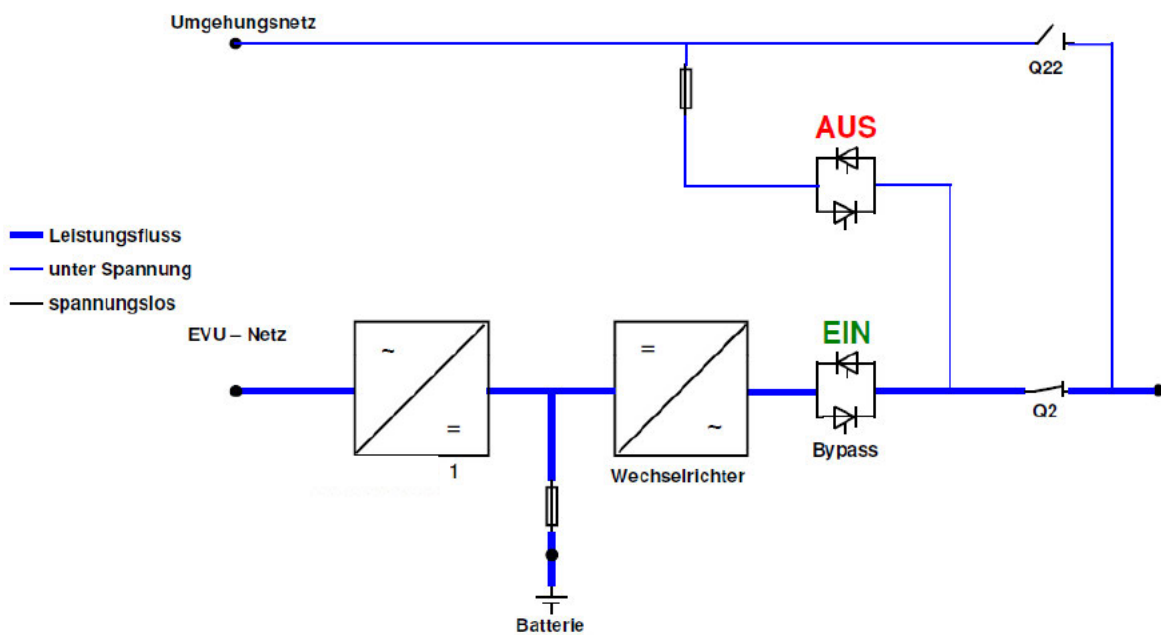 Umgehungsnetz
Q22
AUS
Leistungsfluss
unter Spannung
spannungslos
EVU – Netz
~
=
1
=
~
Wechselrichter
EIN
Bypass
Q2
Batterie